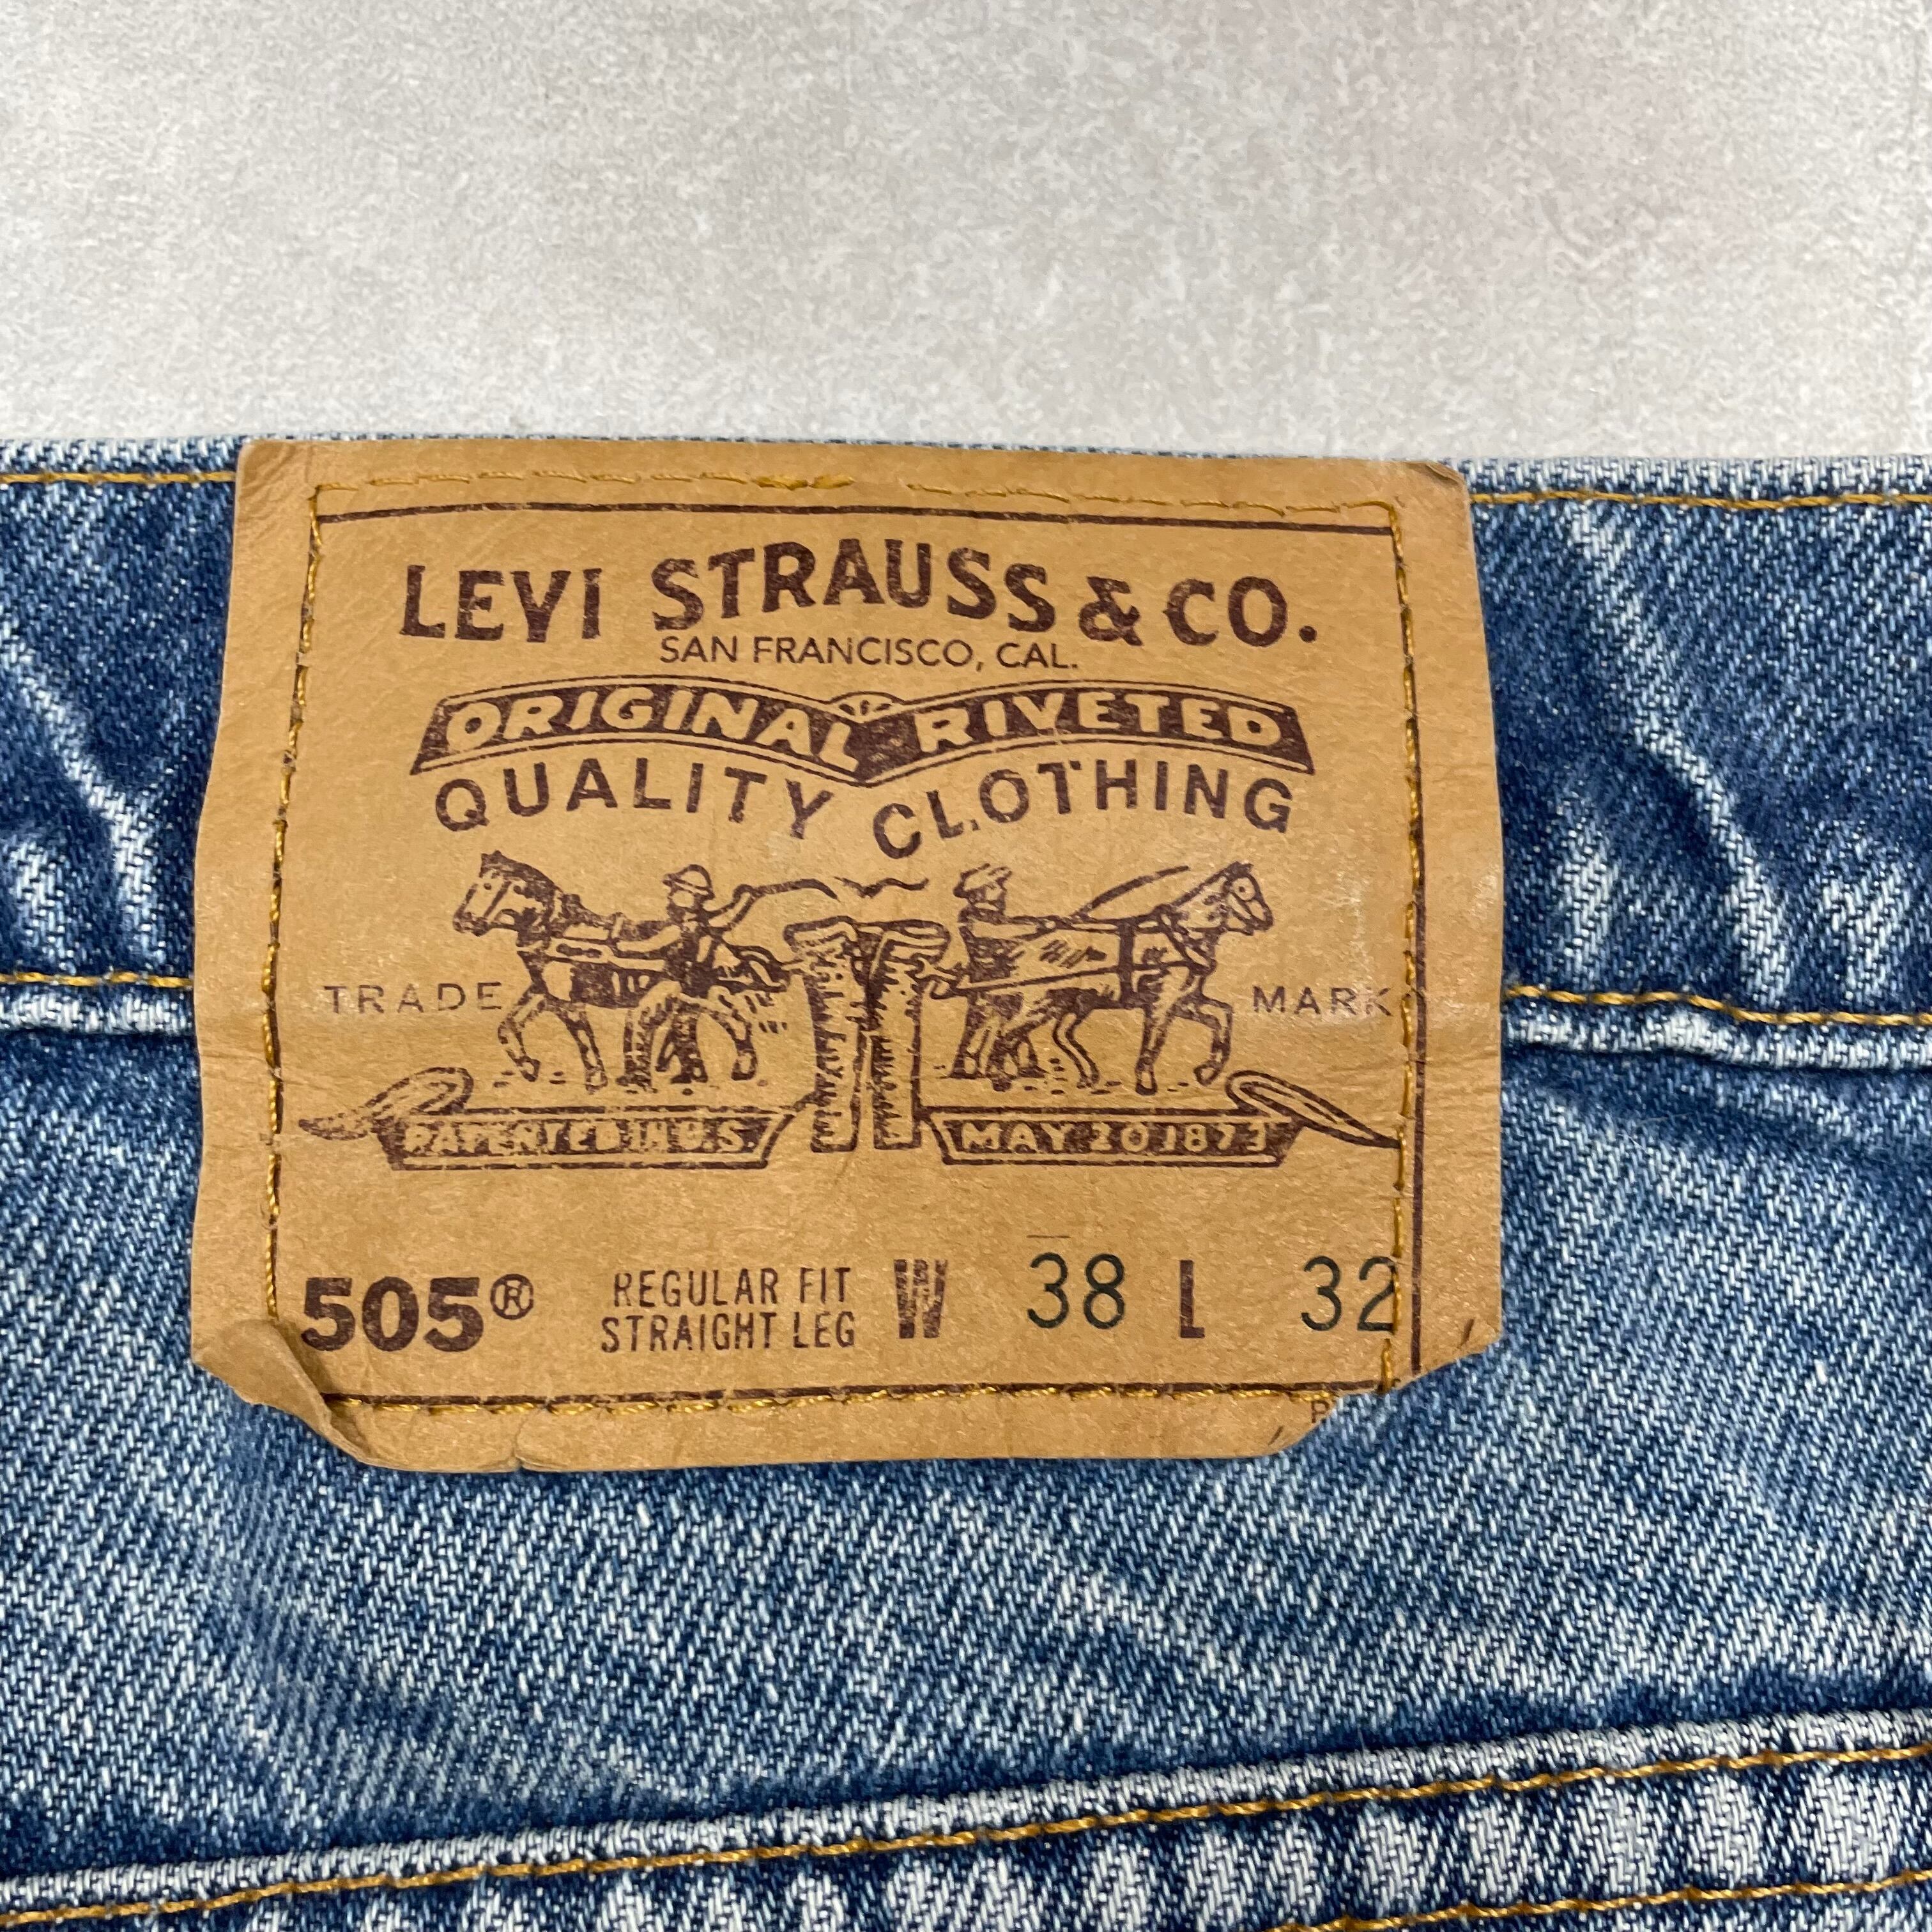 LEVI STRAUSS & CO.
SAN FRANCISCO, CAL.
ORIGINAL RIVETED
QUALITY CLOTHING
TRADE MARK
PATENTED IN U.S. MAY 20 1873
505® REGULAR FIT STRAIGHT LEG W 38 L 32